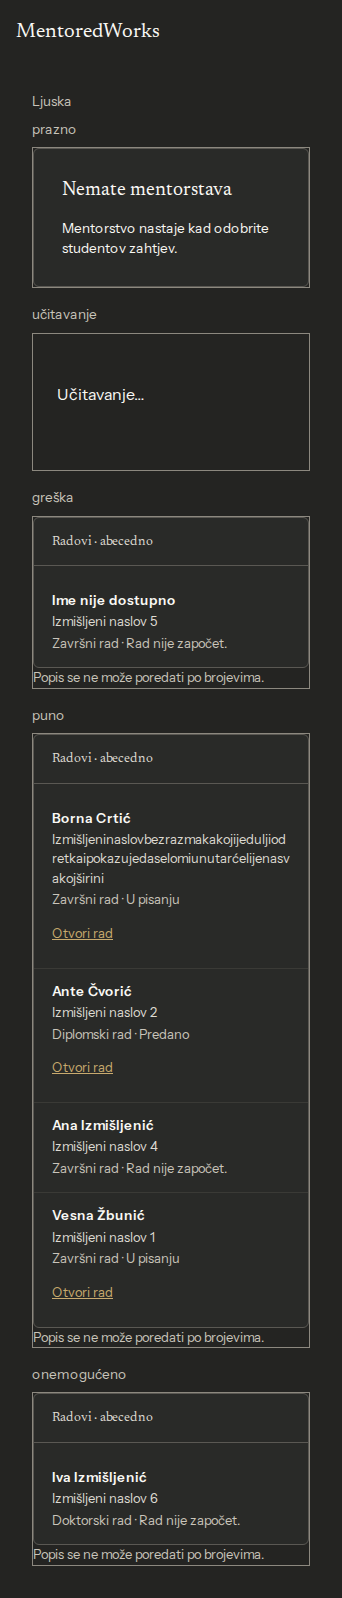 MentoredWorks
Ljuska
prazno
Nemate mentorstava
Mentorstvo nastaje kad odobrite
studentov zahtjev.
učitavanje
Učitavanje...
greška
Radovi · abecedno
Ime nije dostupno
Izmišljeni naslov 5
Završni rad · Rad nije započet.
Popis se ne može poredati po brojevima.
puno
Radovi · abecedno
Borna Crtić
Izmišljeninaslovbezrazmakakojijeduljiod
retkaipokazujedaselomiunutarćelijenasv
akojširini
Završni rad · U pisanju
Otvori rad
Ante Čvorić
Izmišljeni naslov 2
Diplomski rad · Predano
Otvori rad
Ana Izmišljenić
Izmišljeni naslov 4
Završni rad · Rad nije započet.
Vesna Žbunić
Izmišljeni naslov 1
Završni rad · U pisanju
Otvori rad
Popis se ne može poredati po brojevima.
onemogućeno
Radovi · abecedno
Iva Izmišljenić
Izmišljeni naslov 6
Doktorski rad · Rad nije započet.
Popis se ne može poredati po brojevima.